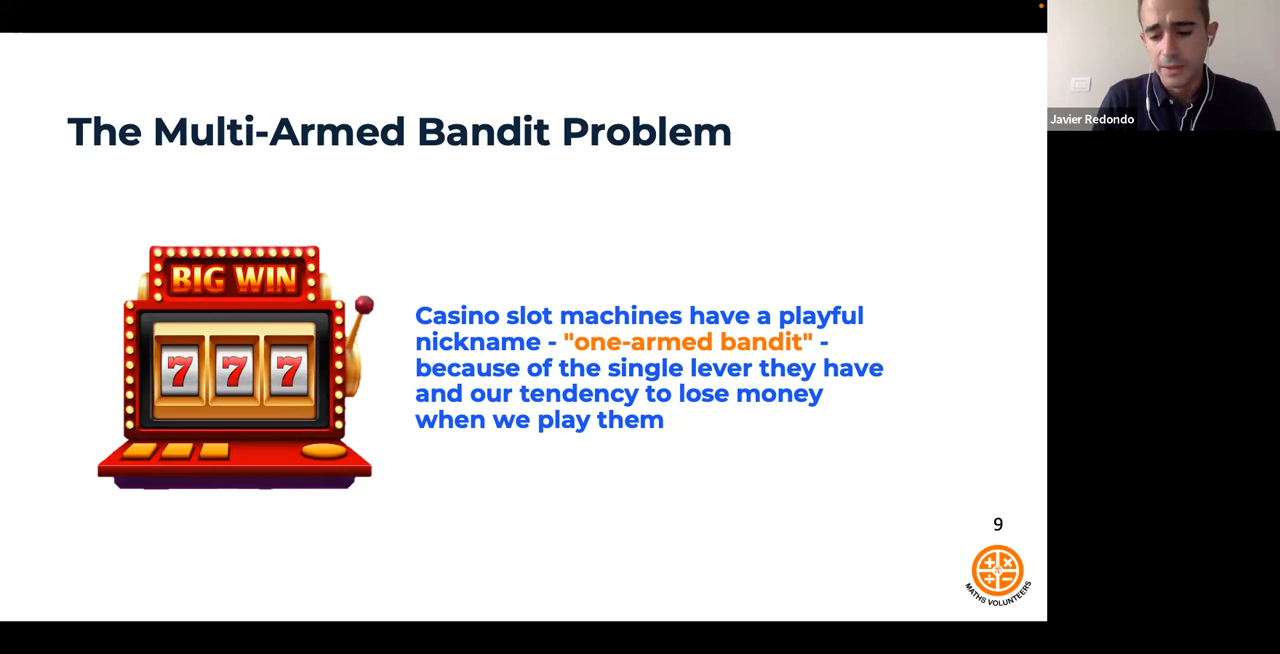 Javier Redondo
The Multi-Armed Bandit Problem
BIG WIN
7 7 7
Casino slot machines have a playful
nickname - "one-armed bandit" -
because of the single lever they have
and our tendency to lose money
when we play them
9
MATHS VOLUNTEERS